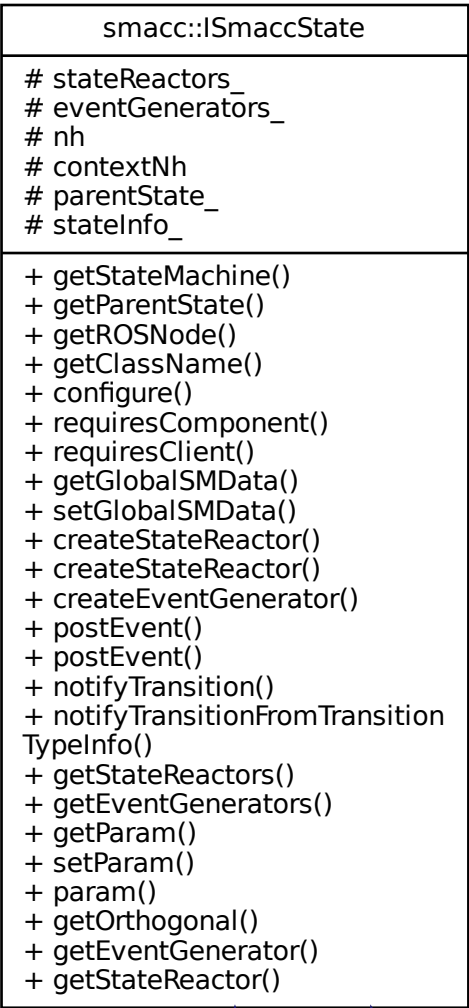 smacc::ISmaccState
# stateReactors_
# eventGenerators_
# nh
# contextNh
# parentState_
# stateInfo_
+ getStateMachine()
+ getParentState()
+ getROSNode()
+ getClassName()
+ configure()
+ requiresComponent()
+ requiresClient()
+ getGlobalSMData()
+ setGlobalSMData()
+ createStateReactor()
+ createStateReactor()
+ createEventGenerator()
+ postEvent()
+ postEvent()
+ notifyTransition()
+ notifyTransitionFromTransition
TypeInfo()
+ getStateReactors()
+ getEventGenerators()
+ getParam()
+ setParam()
+ param()
+ getOrthogonal()
+ getEventGenerator()
+ getStateReactor()